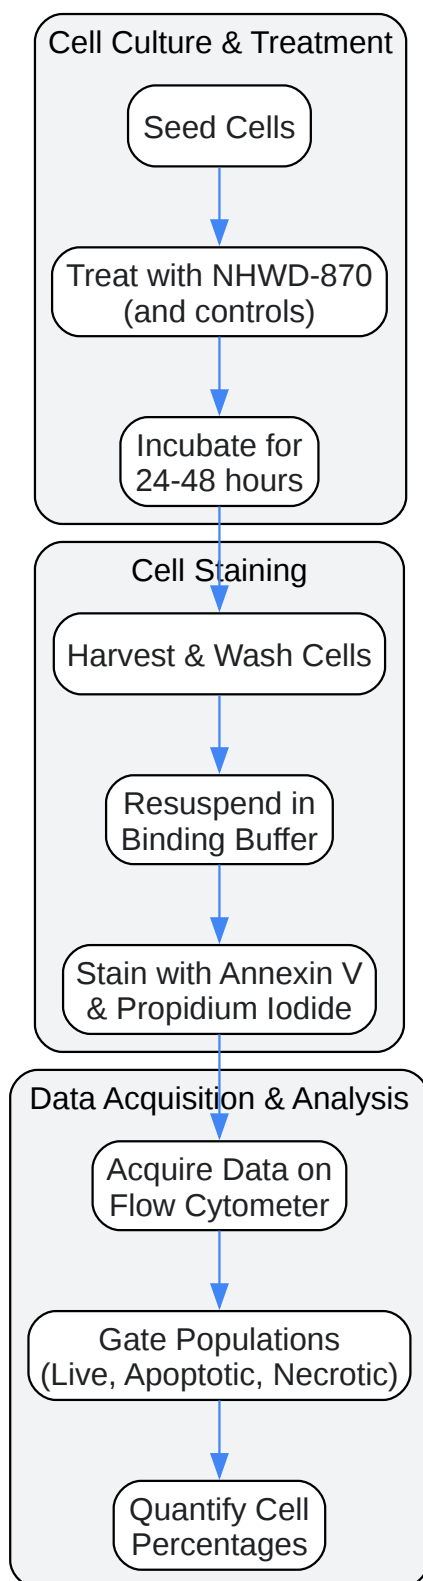 Cell Culture & Treatment
Seed Cells
Treat with NHWD-870
(and controls)
Incubate for
24-48 hours
Cell Staining
Harvest & Wash Cells
Resuspend in
Binding Buffer
Stain with Annexin V
& Propidium Iodide
Data Acquisition & Analysis
Acquire Data on
Flow Cytometer
Gate Populations
(Live, Apoptotic, Necrotic)
Quantify Cell
Percentages